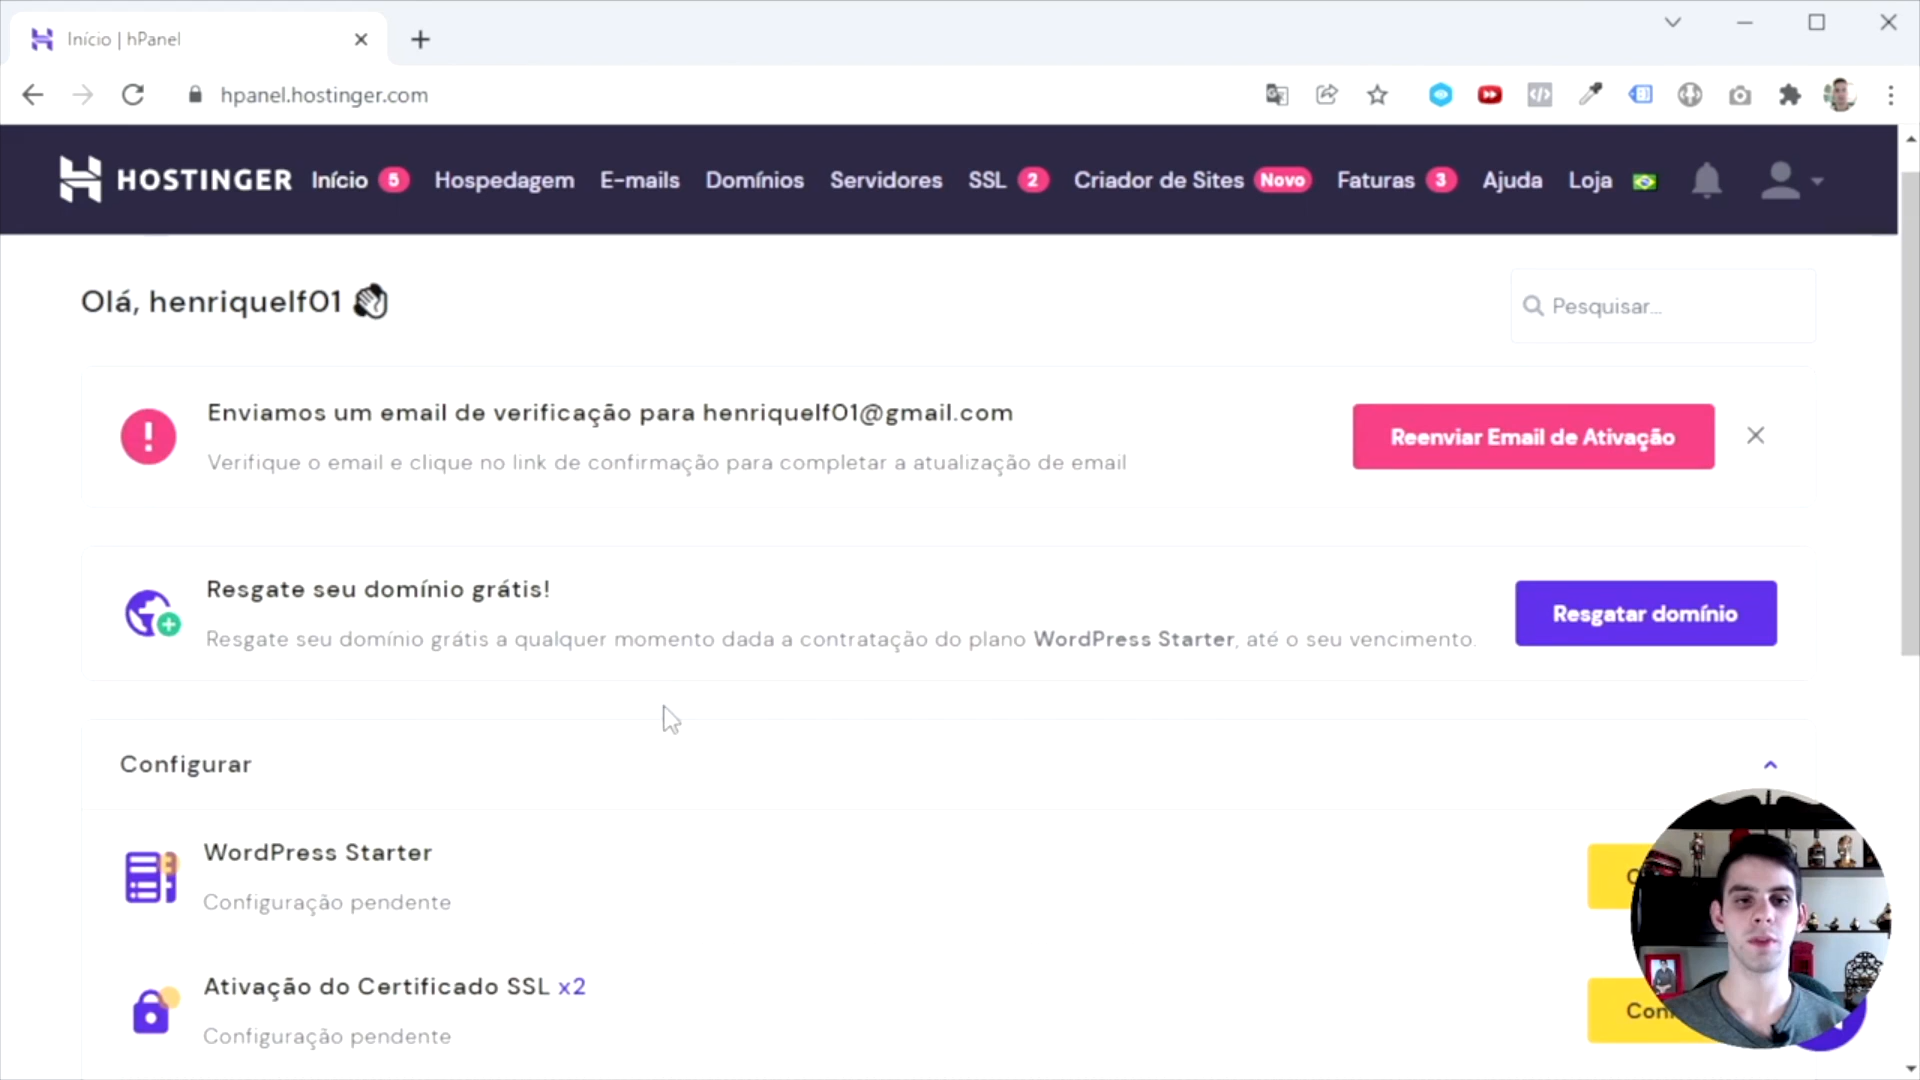 Início | hPanel
hpanel.hostinger.com
HOSTINGER Início 5 Hospedagem E-mails Domínios Servidores SSL 2 Criador de Sites Novo Faturas 3 Ajuda Loja
Olá, henriquelf01
Pesquisar...
Enviamos um email de verificação para henriquelf01@gmail.com
Reenviar Email de Ativação
Verifique o email e clique no link de confirmação para completar a atualização de email
Resgate seu domínio grátis!
Resgatar domínio
Resgate seu domínio grátis a qualquer momento dada a contratação do plano WordPress Starter, até o seu vencimento.
Configurar
WordPress Starter
Configuração pendente
Ativação do Certificado SSL x2
Configuração pendente